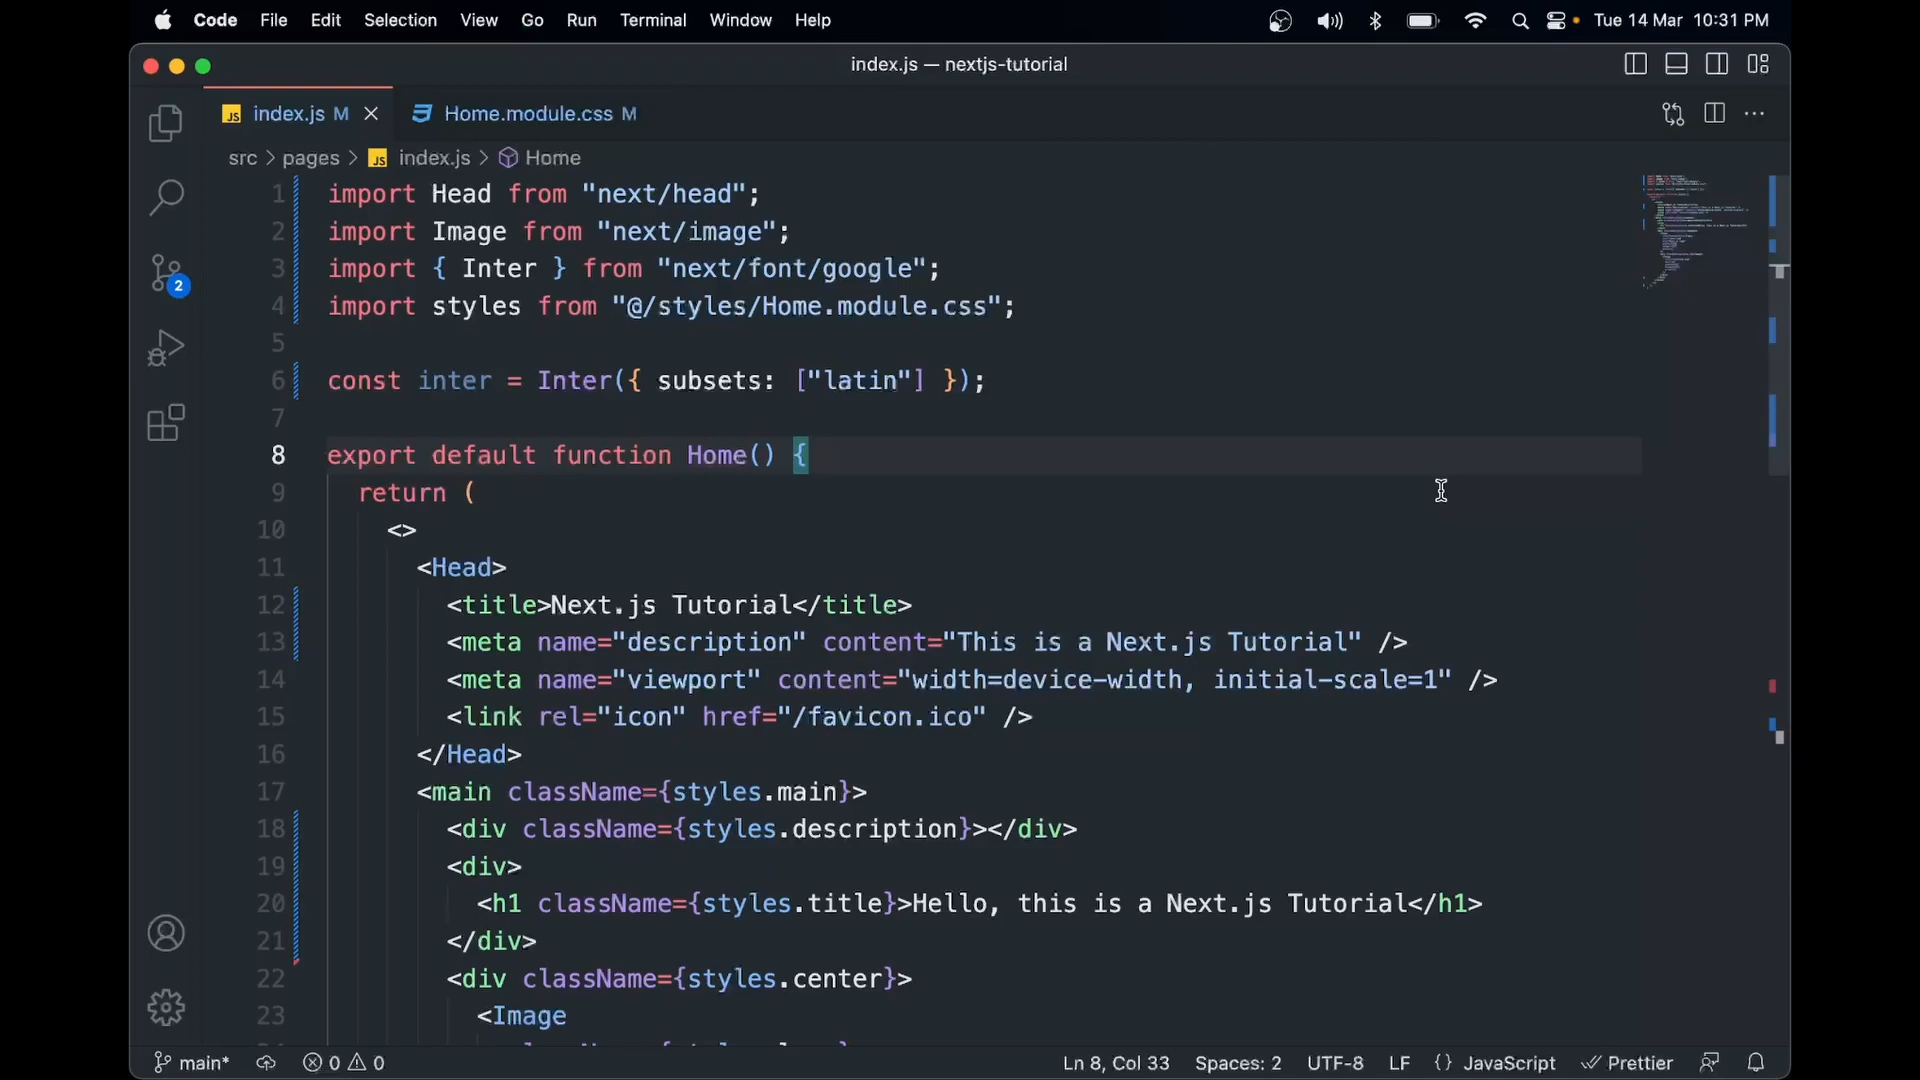 Code File Edit Selection View Go Run Terminal Window Help Tue 14 Mar 10:31 PM
index.js — nextjs-tutorial
JS index.js M Home.module.css M
src > pages > JS index.js > Home
1 import Head from "next/head";
2 import Image from "next/image";
3 import { Inter } from "next/font/google";
4 import styles from "@/styles/Home.module.css";
5
6 const inter = Inter({ subsets: ["latin"] });
7
8 export default function Home() {
9 return (
10 <>
11 <Head>
12 <title>Next.js Tutorial</title>
13 <meta name="description" content="This is a Next.js Tutorial" />
14 <meta name="viewport" content="width=device-width, initial-scale=1" />
15 <link rel="icon" href="/favicon.ico" />
16 </Head>
17 <main className={styles.main}>
18 <div className={styles.description}></div>
19 <div>
20 <h1 className={styles.title}>Hello, this is a Next.js Tutorial</h1>
21 </div>
22 <div className={styles.center}>
23 <Image
2
main* 0 0 Ln 8, Col 33 Spaces: 2 UTF-8 LF {} JavaScript Prettier